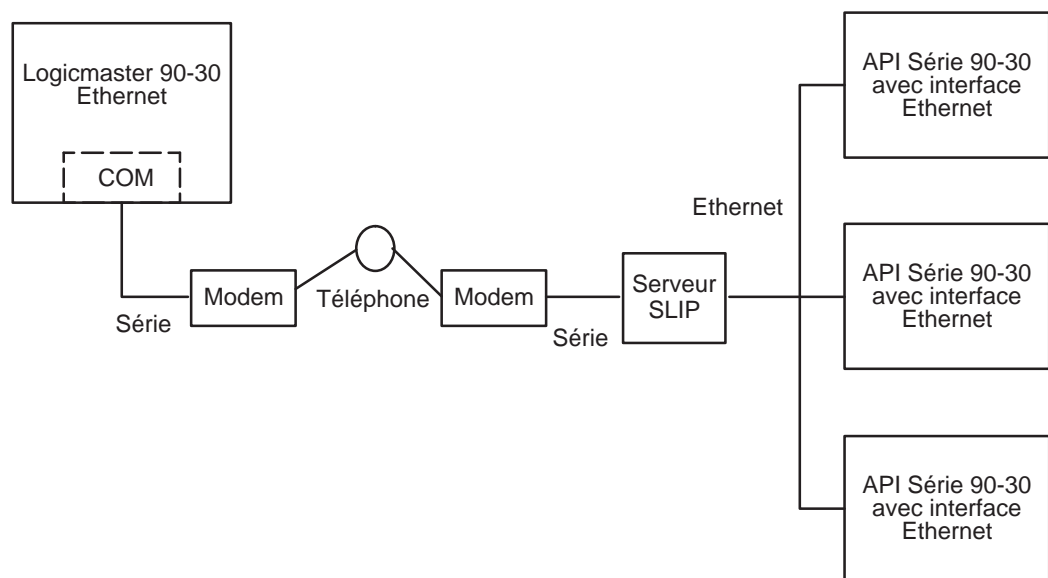 Logicmaster 90-30
Ethernet
COM
Série
Modem
Téléphone
Modem
Série
Serveur
SLIP
Ethernet
API Série 90-30
avec interface
Ethernet
API Série 90-30
avec interface
Ethernet
API Série 90-30
avec interface
Ethernet